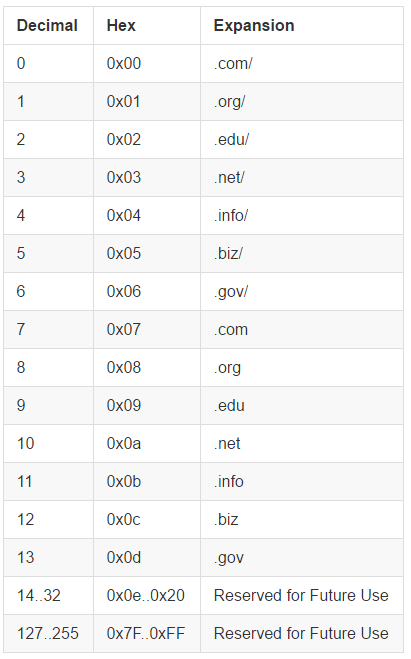 Decimal Hex Expansion
0 0x00 .com/
1 0x01 .org/
2 0x02 .edu/
3 0x03 .net/
4 0x04 .info/
5 0x05 .biz/
6 0x06 .gov/
7 0x07 .com
8 0x08 .org
9 0x09 .edu
10 0x0a .net
11 0x0b .info
12 0x0c .biz
13 0x0d .gov
14..32 0x0e..0x20 Reserved for Future Use
127..255 0x7F..0xFF Reserved for Future Use